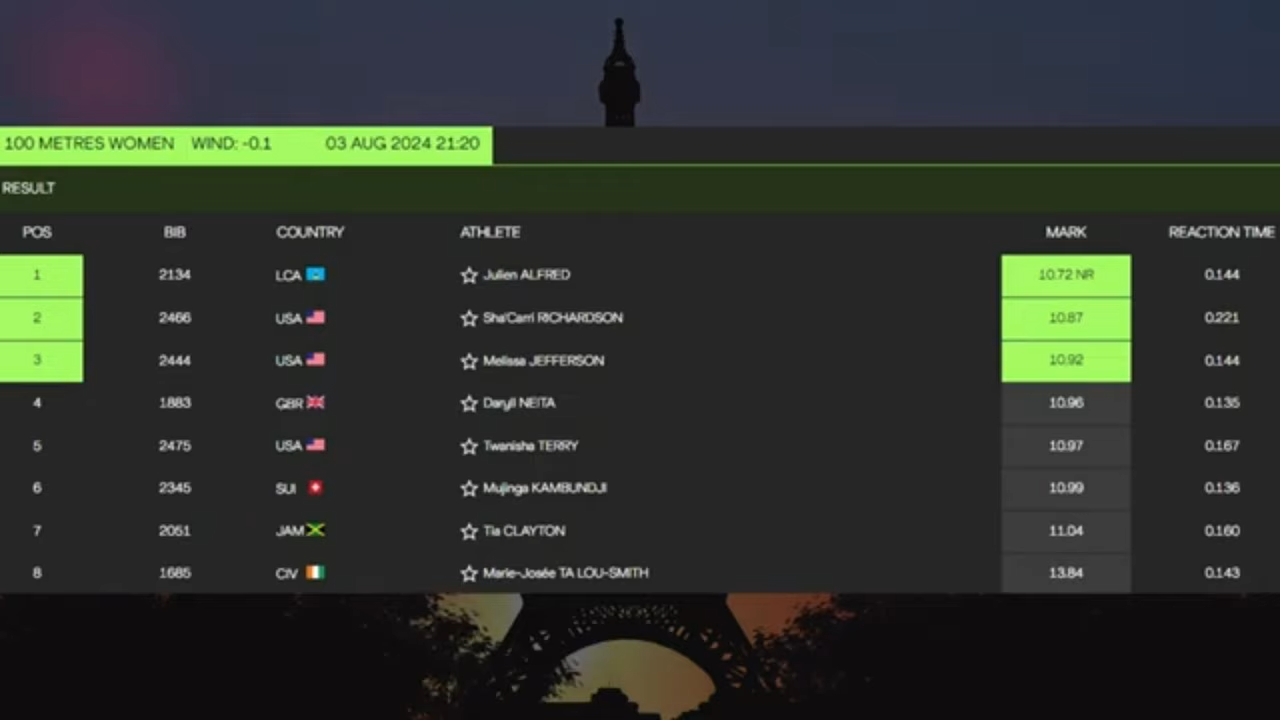 100 METRES WOMEN WIND: -0.1 03 AUG 2024 21:20
RESULT
POS BIB COUNTRY ATHLETE MARK REACTION TIME
1 2134 LCA Julien ALFRED 10.72 NR 0.144
2 2466 USA Sha'Carri RICHARDSON 10.87 0.221
3 2444 USA Melissa JEFFERSON 10.92 0.144
4 1883 GBR Daryll NEITA 10.96 0.135
5 2475 USA Twanisha TERRY 10.97 0.167
6 2345 SUI Mujinga KAMBUNDJI 10.99 0.136
7 2051 JAM Tia CLAYTON 11.04 0.160
8 1685 CIV Marie-Josée TA LOU-SMITH 13.84 0.143